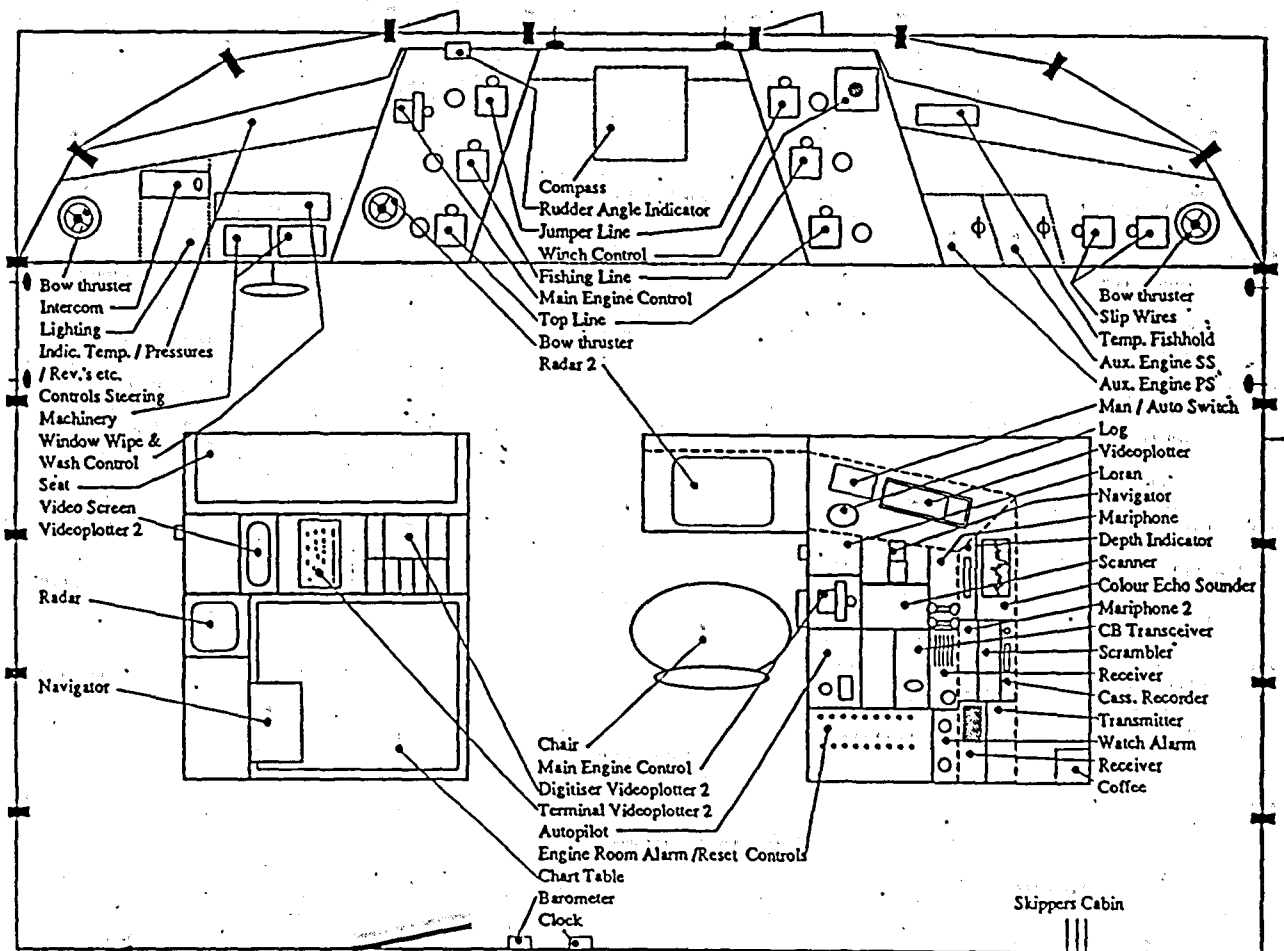 Compass
Rudder Angle Indicator
Jumper Line
Winch Control
Fishing Line
Main Engine Control
Top Line
Bow thruster
Radar 2
Bow thruster
Intercom
Lighting
Indic. Temp. / Pressures
/ Rev.'s etc.
Controls Steering
Machinery
Window Wipe &
Wash Control
Seat
Video Screen
Videoplotter 2
Radar
Navigator
Bow thruster
Slip Wires
Temp. Fishhold
Aux. Engine SS
Aux. Engine PS
Man / Auto Switch
Log
Videoplotter
Loran
Navigator
Mariphone
Depth Indicator
Scanner
Colour Echo Sounder
Mariphone 2
CB Transceiver
Scrambler
Receiver
Cass. Recorder
Transmitter
Watch Alarm
Receiver
Coffee
Chair
Main Engine Control
Digitiser Videoplotter 2
Terminal Videoplotter 2
Autopilot
Engine Room Alarm /Reset Controls
Chart Table
Barometer
Clock
Skippers Cabin